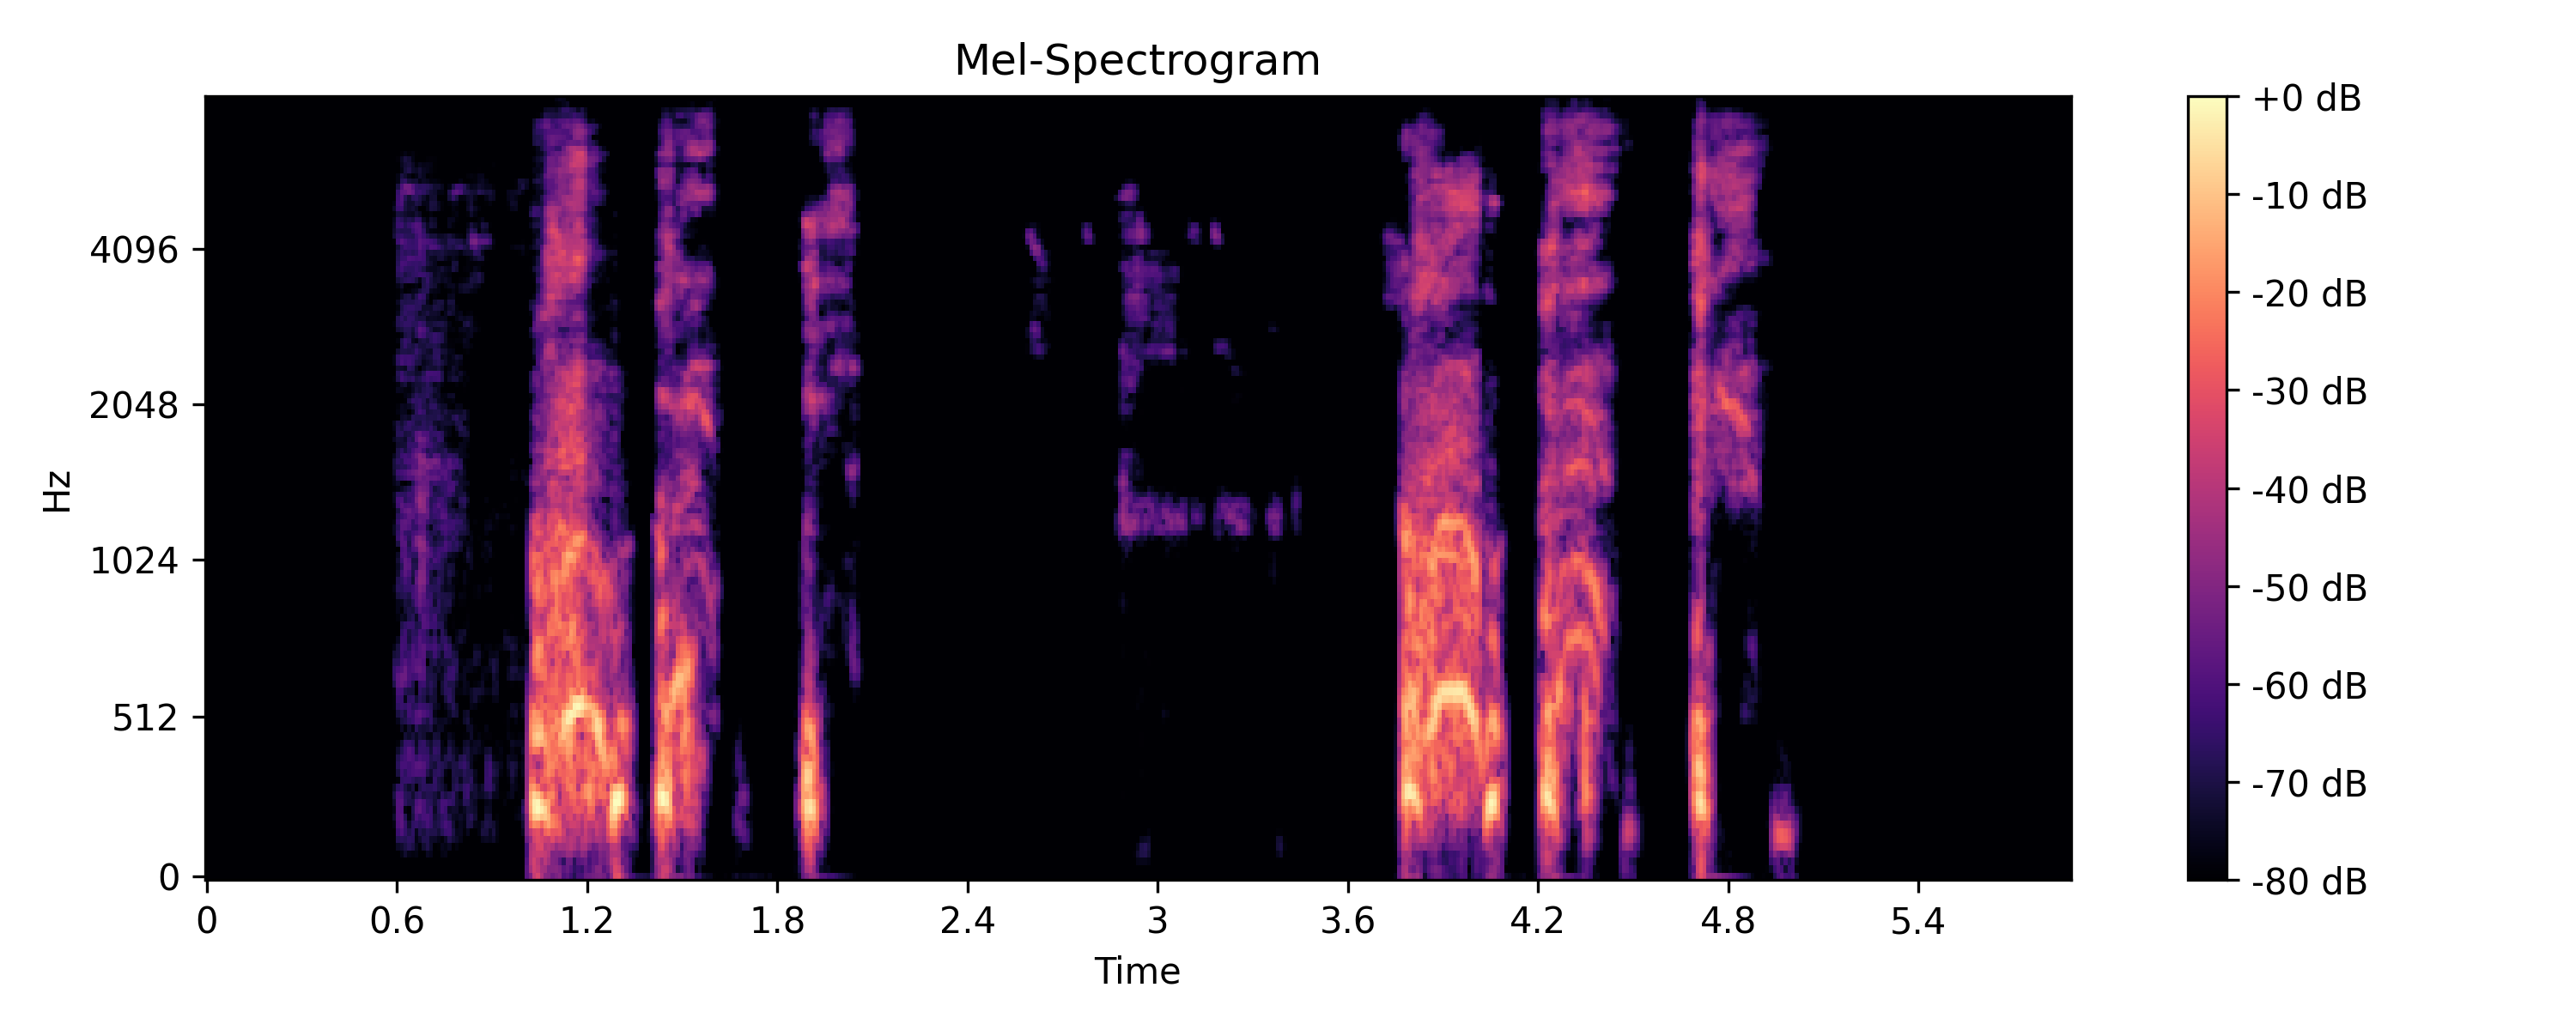 Mel-Spectrogram
+0 dB
-10 dB
4096
-20 dB
2048
-30 dB
Hz
-40 dB
1024
-50 dB
512
-60 dB
-70 dB
0
-80 dB
0 0.6 1.2 1.8 2.4 3 3.6 4.2 4.8 5.4
Time